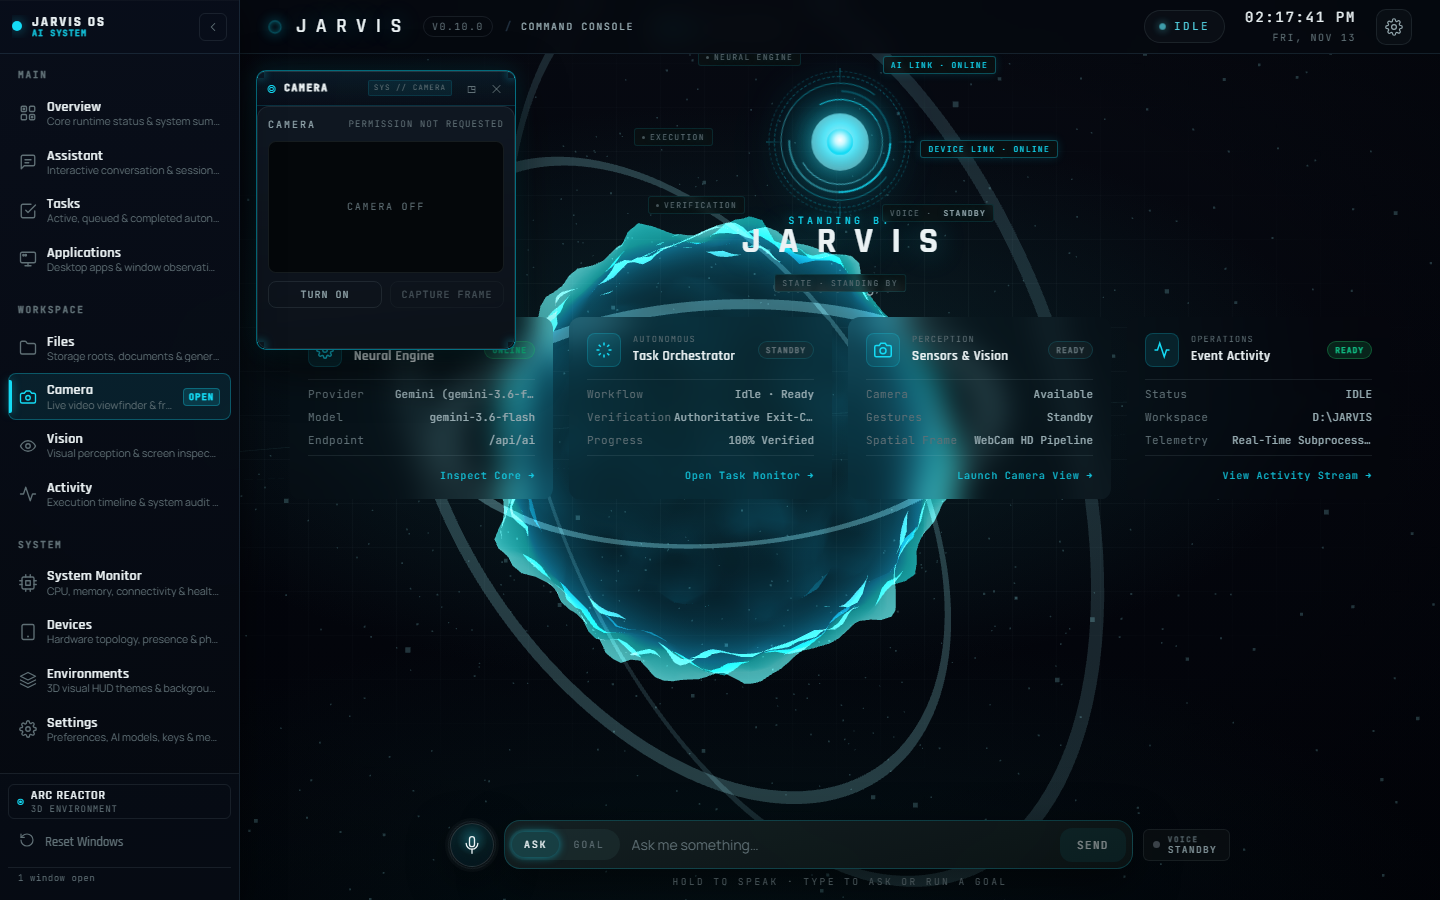 JARVIS OS
AI SYSTEM
MAIN
Overview
Core runtime status & system sum...
Assistant
Interactive conversation & session...
Tasks
Active, queued & completed auton...
Applications
Desktop apps & window observati...
WORKSPACE
Files
Storage roots, documents & gener...
Camera
Live video viewfinder & fr...
OPEN
Vision
Visual perception & screen inspec...
Activity
Execution timeline & system audit ...
SYSTEM
System Monitor
CPU, memory, connectivity & healt...
Devices
Hardware topology, presence & ph...
Environments
3D visual HUD themes & backgrou...
Settings
Preferences, AI models, keys & me...
ARC REACTOR
3D ENVIRONMENT
Reset Windows
1 window open
JARVIS
V0.10.0
/ COMMAND CONSOLE
IDLE
02:17:41 PM
FRI, NOV 13
CAMERA
SYS // CAMERA
CAMERA
PERMISSION NOT REQUESTED
CAMERA OFF
TURN ON
CAPTURE FRAME
NEURAL ENGINE
AI LINK · ONLINE
EXECUTION
DEVICE LINK · ONLINE
VERIFICATION
VOICE · STANDBY
STANDING B
JARVIS
STATE · STANDING BY
Neural Engine
ONLINE
Provider Gemini (gemini-3.6-f...
Model gemini-3.6-flash
Endpoint /api/ai
Inspect Core →
AUTONOMOUS
Task Orchestrator
STANDBY
Workflow Idle · Ready
Verification Authoritative Exit-C...
Progress 100% Verified
Open Task Monitor →
PERCEPTION
Sensors & Vision
READY
Camera Available
Gestures Standby
Spatial Frame WebCam HD Pipeline
Launch Camera View →
OPERATIONS
Event Activity
READY
Status IDLE
Workspace D:\JARVIS
Telemetry Real-Time Subprocess...
View Activity Stream →
ASK
GOAL
Ask me something...
SEND
VOICE
STANDBY
HOLD TO SPEAK · TYPE TO ASK OR RUN A GOAL